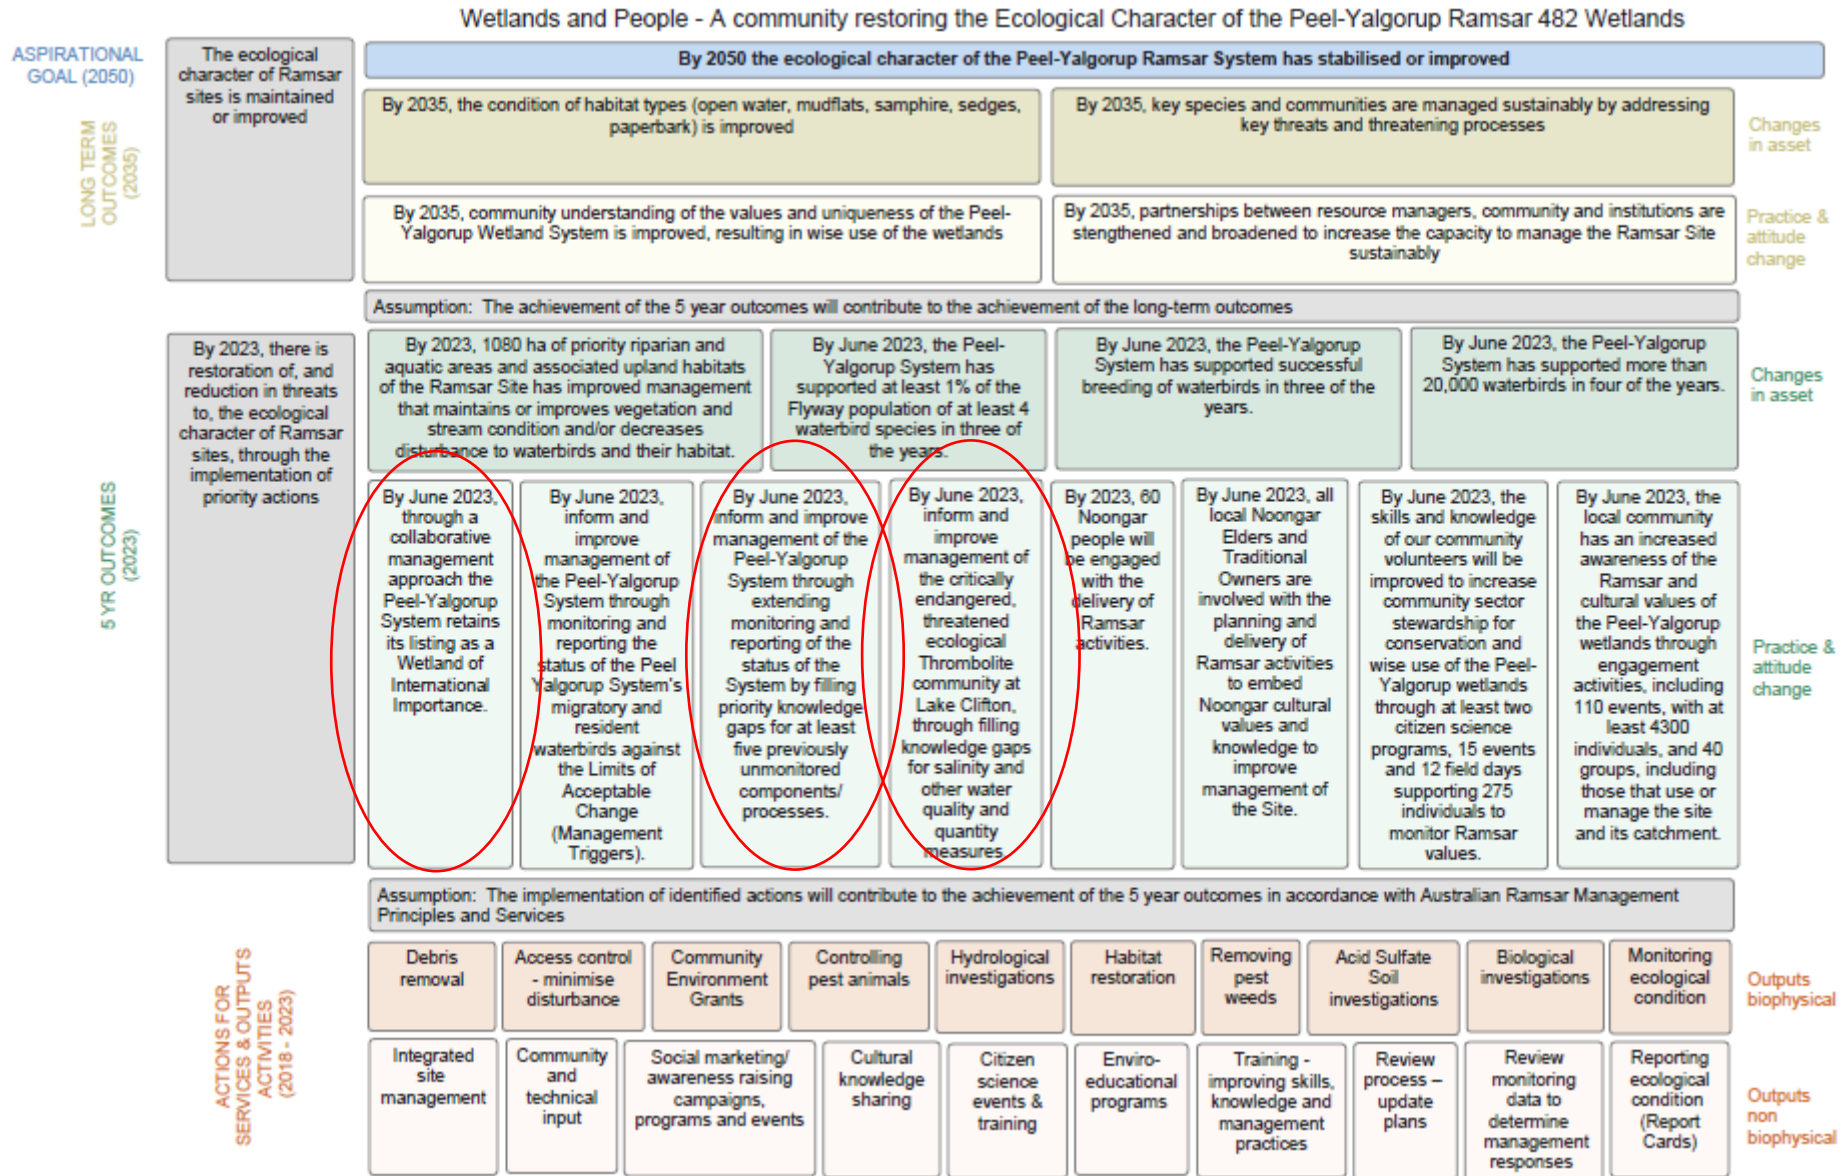 Wetlands and People - A community restoring the Ecological Character of the Peel-Yalgorup Ramsar 482 Wetlands
ASPIRATIONAL
GOAL (2050)
The ecological
character of Ramsar
sites is maintained
or improved
By 2050 the ecological character of the Peel-Yalgorup Ramsar System has stabilised or improved
LONG TERM
OUTCOMES
(2035)
By 2035, the condition of habitat types (open water, mudflats, samphire, sedges,
paperbark) is improved
By 2035, key species and communities are managed sustainably by addressing
key threats and threatening processes
Changes
in asset
By 2035, community understanding of the values and uniqueness of the Peel-
Yalgorup Wetland System is improved, resulting in wise use of the wetlands
By 2035, partnerships between resource managers, community and institutions are
stengthened and broadened to increase the capacity to manage the Ramsar Site
sustainably
Practice &
attitude
change
Assumption: The achievement of the 5 year outcomes will contribute to the achievement of the long-term outcomes
5 YR OUTCOMES
(2023)
By 2023, there is
restoration of, and
reduction in threats
to, the ecological
character of Ramsar
sites, through the
implementation of
priority actions
By 2023, 1080 ha of priority riparian and
aquatic areas and associated upland habitats
of the Ramsar Site has improved management
that maintains or improves vegetation and
stream condition and/or decreases
disturbance to waterbirds and their habitat.
By June 2023, the Peel-
Yalgorup System has
supported at least 1% of the
Flyway population of at least 4
waterbird species in three of
the years.
By June 2023, the Peel-Yalgorup
System has supported successful
breeding of waterbirds in three of the
years.
By June 2023, the Peel-Yalgorup
System has supported more than
20,000 waterbirds in four of the years.
Changes
in asset
By June 2023,
through a
collaborative
management
approach the
Peel-Yalgorup
System retains
its listing as a
Wetland of
International
Importance.
By June 2023,
inform and
improve
management of
the Peel-Yalgorup
System through
monitoring and
reporting the
status of the Peel
Yalgorup System's
migratory and
resident
waterbirds against
the Limits of
Acceptable
Change
(Management
Triggers).
By June 2023,
inform and improve
management of the
Peel-Yalgorup
System through
extending
monitoring and
reporting of the
status of the
System by filling
priority knowledge
gaps for at least
five previously
unmonitored
components/
processes.
By June 2023,
inform and
improve
management of
the critically
endangered,
threatened
ecological
Thrombolite
community at
Lake Clifton,
through filling
knowledge gaps
for salinity and
other water
quality and
quantity
measures.
By 2023, 60
Noongar
people will
be engaged
with the
delivery of
Ramsar
activities.
By June 2023, all
local Noongar
Elders and
Traditional
Owners are
involved with the
planning and
delivery of
Ramsar activities
to embed
Noongar cultural
values and
knowledge to
improve
management of
the Site.
By June 2023, the
skills and knowledge
of our community
volunteers will be
improved to increase
community sector
stewardship for
conservation and
wise use of the Peel-
Yalgorup wetlands
through at least two
citizen science
programs, 15 events
and 12 field days
supporting 275
individuals to
monitor Ramsar
values.
By June 2023, the
local community
has an increased
awareness of the
Ramsar and
cultural values of
the Peel-Yalgorup
wetlands through
engagement
activities, including
110 events, with at
least 4300
individuals, and 40
groups, including
those that use or
manage the site
and its catchment.
Practice &
attitude
change
Assumption: The implementation of identified actions will contribute to the achievement of the 5 year outcomes in accordance with Australian Ramsar Management
Principles and Services
ACTIONS FOR
SERVICES & OUTPUTS
ACTIVITIES
(2018 - 2023)
Debris
removal
Access control
- minimise
disturbance
Community
Environment
Grants
Controlling
pest animals
Hydrological
investigations
Habitat
restoration
Removing
pest
weeds
Acid Sulfate
Soil
investigations
Biological
investigations
Monitoring
ecological
condition
Outputs
biophysical
Integrated
site
management
Community
and
technical
input
Social marketing/
awareness raising
campaigns,
programs and events
Cultural
knowledge
sharing
Citizen
science
events &
training
Enviro-
educational
programs
Training -
improving skills,
knowledge and
management
practices
Review
process –
update
plans
Review
monitoring
data to
determine
management
responses
Reporting
ecological
condition
(Report
Cards)
Outputs
non
biophysical